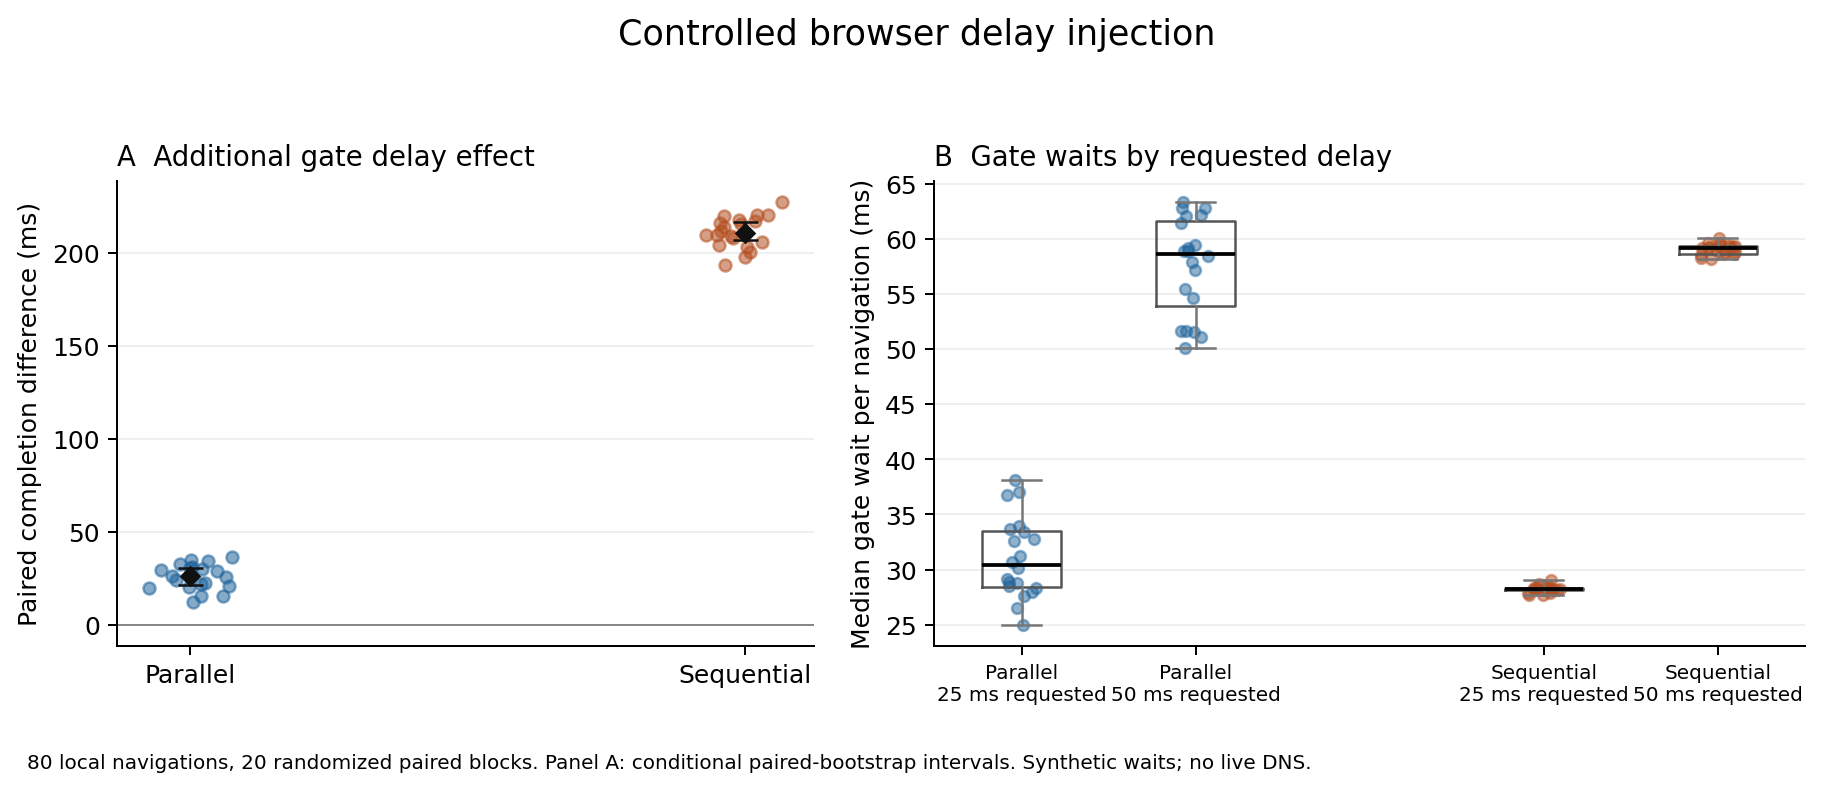 Controlled browser delay injection
A  Additional gate delay effect
Paired completion difference (ms)
200
150
100
50
0
Parallel
Sequential
B  Gate waits by requested delay
Median gate wait per navigation (ms)
65
60
55
50
45
40
35
30
25
Parallel
25 ms requested
Parallel
50 ms requested
Sequential
25 ms requested
Sequential
50 ms requested
80 local navigations, 20 randomized paired blocks. Panel A: conditional paired-bootstrap intervals. Synthetic waits; no live DNS.